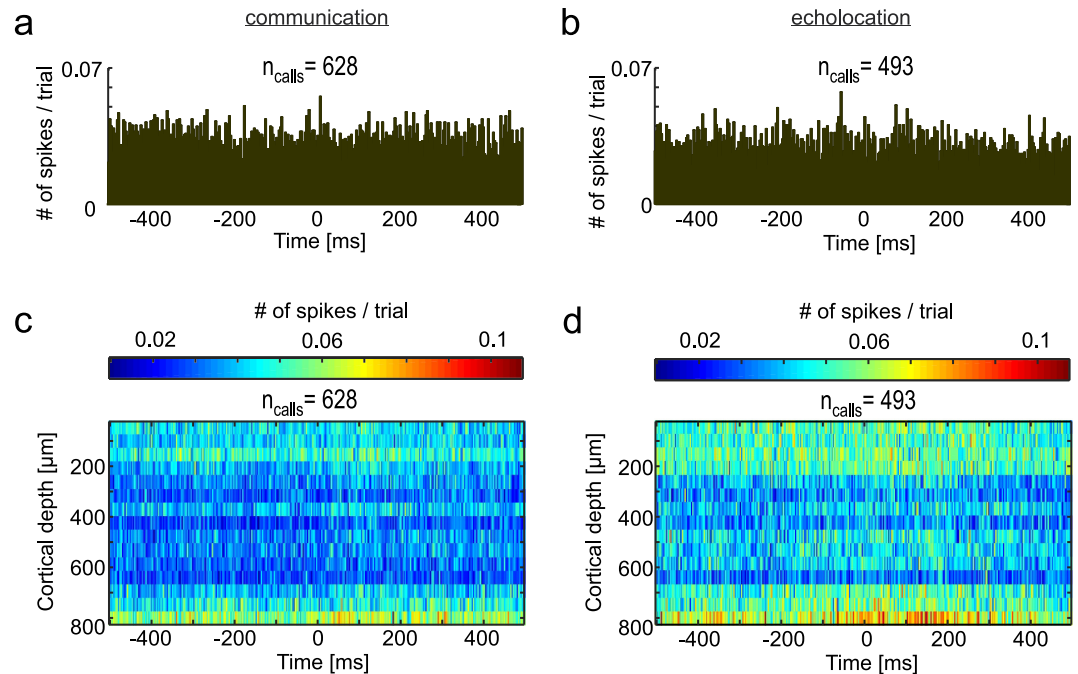 a
communication
n_calls = 628
0.07
# of spikes / trial
0
-400 -200 0 200 400
Time [ms]
b
echolocation
n_calls = 493
0.07
# of spikes / trial
0
-400 -200 0 200 400
Time [ms]
c
# of spikes / trial
0.02 0.06 0.1
n_calls = 628
Cortical depth [µm]
200
400
600
800
-400 -200 0 200 400
Time [ms]
d
# of spikes / trial
0.02 0.06 0.1
n_calls = 493
Cortical depth [µm]
200
400
600
800
-400 -200 0 200 400
Time [ms]